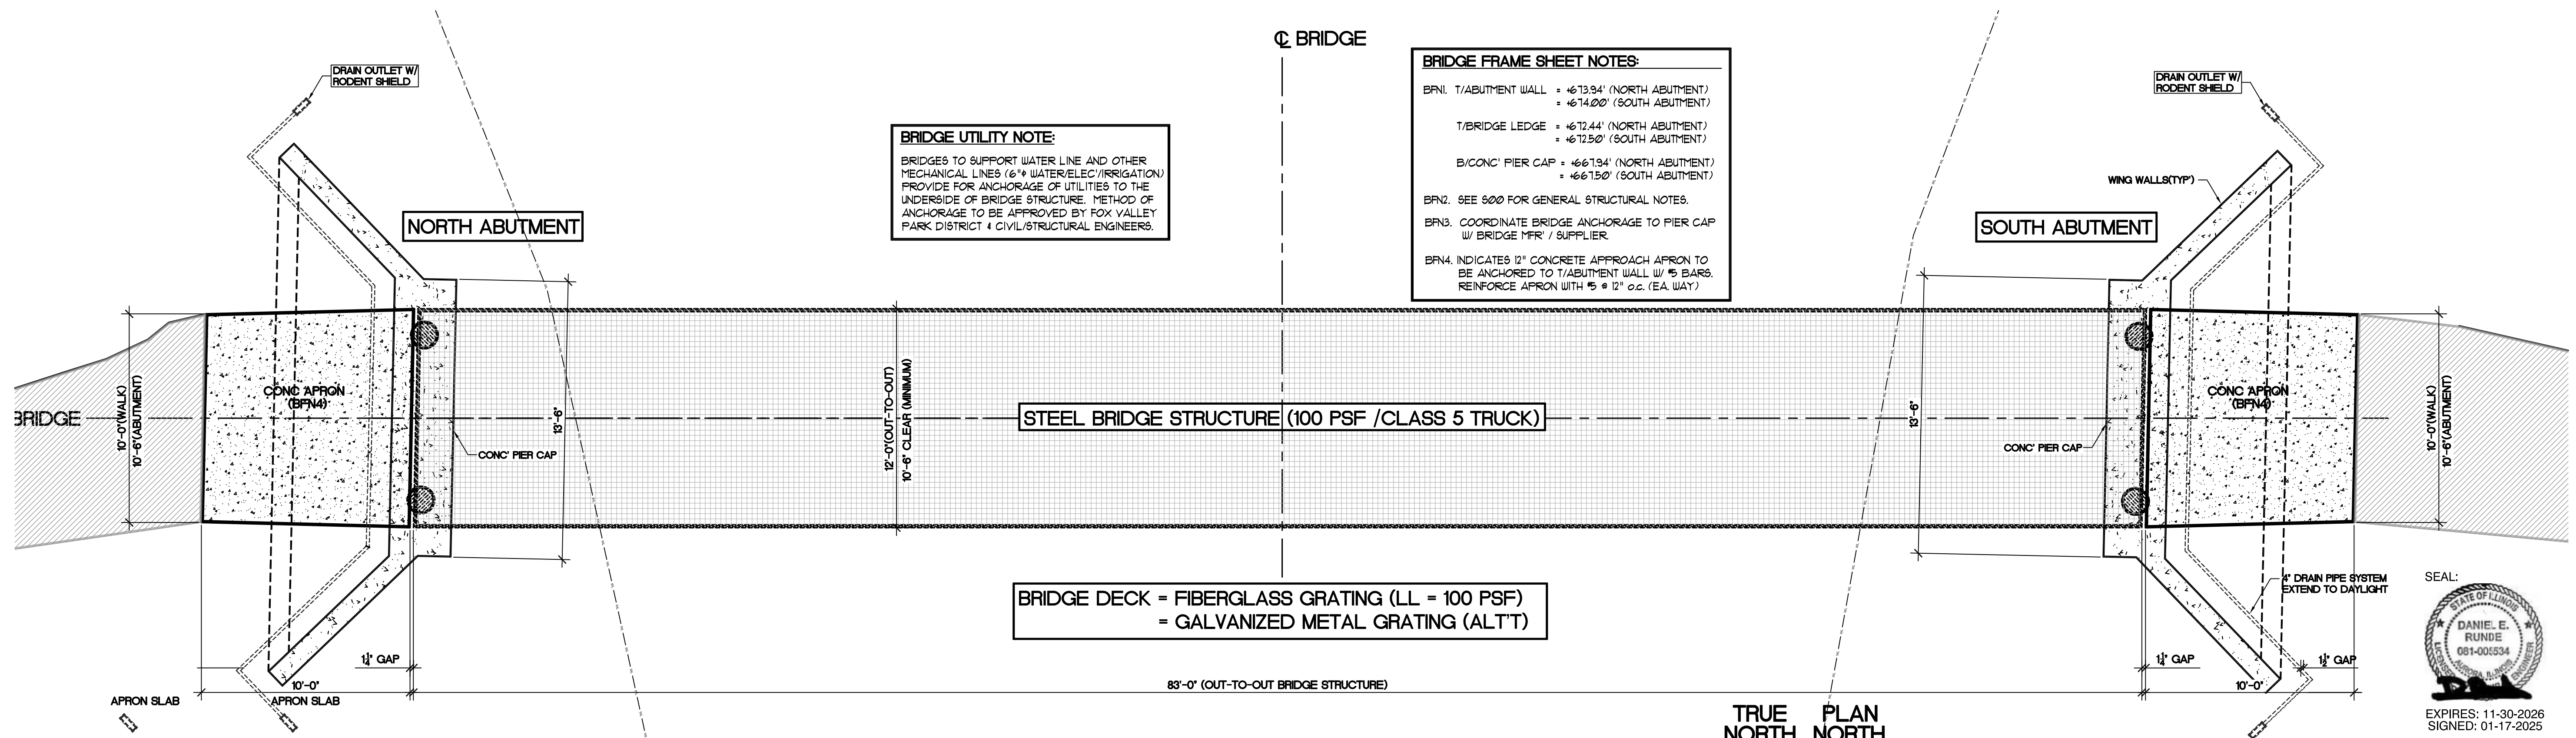 ℄ BRIDGE
DRAIN OUTLET W/
RODENT SHIELD
NORTH ABUTMENT
BRIDGE UTILITY NOTE:
BRIDGES TO SUPPORT WATER LINE AND OTHER
MECHANICAL LINES (6"⌀ WATER/ELEC'/IRRIGATION)
PROVIDE FOR ANCHORAGE OF UTILITIES TO THE
UNDERSIDE OF BRIDGE STRUCTURE. METHOD OF
ANCHORAGE TO BE APPROVED BY FOX VALLEY
PARK DISTRICT & CIVIL/STRUCTURAL ENGINEERS.
BRIDGE FRAME SHEET NOTES:
BFN1. T/ABUTMENT WALL = +673.94' (NORTH ABUTMENT)
= +674.00' (SOUTH ABUTMENT)
T/BRIDGE LEDGE = +672.44' (NORTH ABUTMENT)
= +672.50' (SOUTH ABUTMENT)
B/CONC' PIER CAP = +667.94' (NORTH ABUTMENT)
= +667.50' (SOUTH ABUTMENT)
BFN2. SEE S00 FOR GENERAL STRUCTURAL NOTES.
BFN3. COORDINATE BRIDGE ANCHORAGE TO PIER CAP
W/ BRIDGE MFR' / SUPPLIER.
BFN4. INDICATES 12" CONCRETE APPROACH APRON TO
BE ANCHORED TO T/ABUTMENT WALL W/ #5 BARS.
REINFORCE APRON WITH #5 @ 12" o.c. (EA. WAY)
DRAIN OUTLET W/
RODENT SHIELD
WING WALLS(TYP')
SOUTH ABUTMENT
BRIDGE
10'-0"(WALK)
10'-6"(ABUTMENT)
CONC APRON
(BFN4)
CONC' PIER CAP
13'-6"
12'-0"(OUT-TO-OUT)
10'-6" CLEAR (MINIMUM)
STEEL BRIDGE STRUCTURE (100 PSF /CLASS 5 TRUCK)
13'-6"
CONC' PIER CAP
CONC APRON
(BFN4)
10'-0"(WALK)
10'-6"(ABUTMENT)
BRIDGE DECK = FIBERGLASS GRATING (LL = 100 PSF)
= GALVANIZED METAL GRATING (ALT'T)
4" DRAIN PIPE SYSTEM
EXTEND TO DAYLIGHT
1¼" GAP
10'-0"
APRON SLAB
APRON SLAB
83'-0" (OUT-TO-OUT BRIDGE STRUCTURE)
1¼" GAP
1½" GAP
10'-0"
TRUE
NORTH
PLAN
NORTH
SEAL:
STATE OF ILLINOIS
DANIEL E.
RUNDE
081-005534
AURORA, ILLINOIS
EXPIRES: 11-30-2026
SIGNED: 01-17-2025